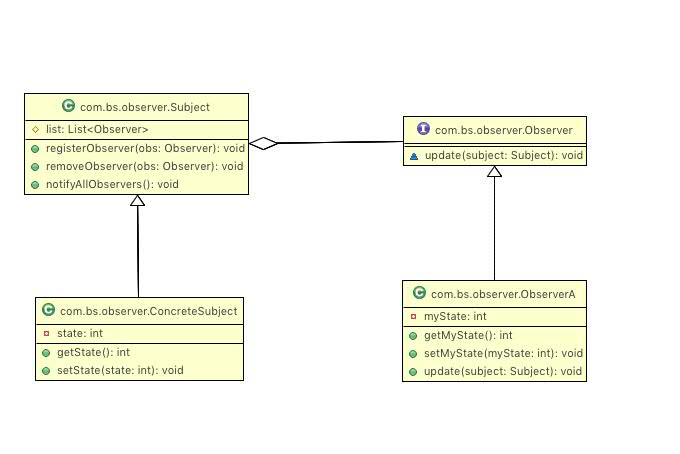 C com.bs.observer.Subject
list: List<Observer>
registerObserver(obs: Observer): void
removeObserver(obs: Observer): void
notifyAllObservers(): void
I com.bs.observer.Observer
update(subject: Subject): void
C com.bs.observer.ConcreteSubject
state: int
getState(): int
setState(state: int): void
C com.bs.observer.ObserverA
myState: int
getMyState(): int
setMyState(myState: int): void
update(subject: Subject): void